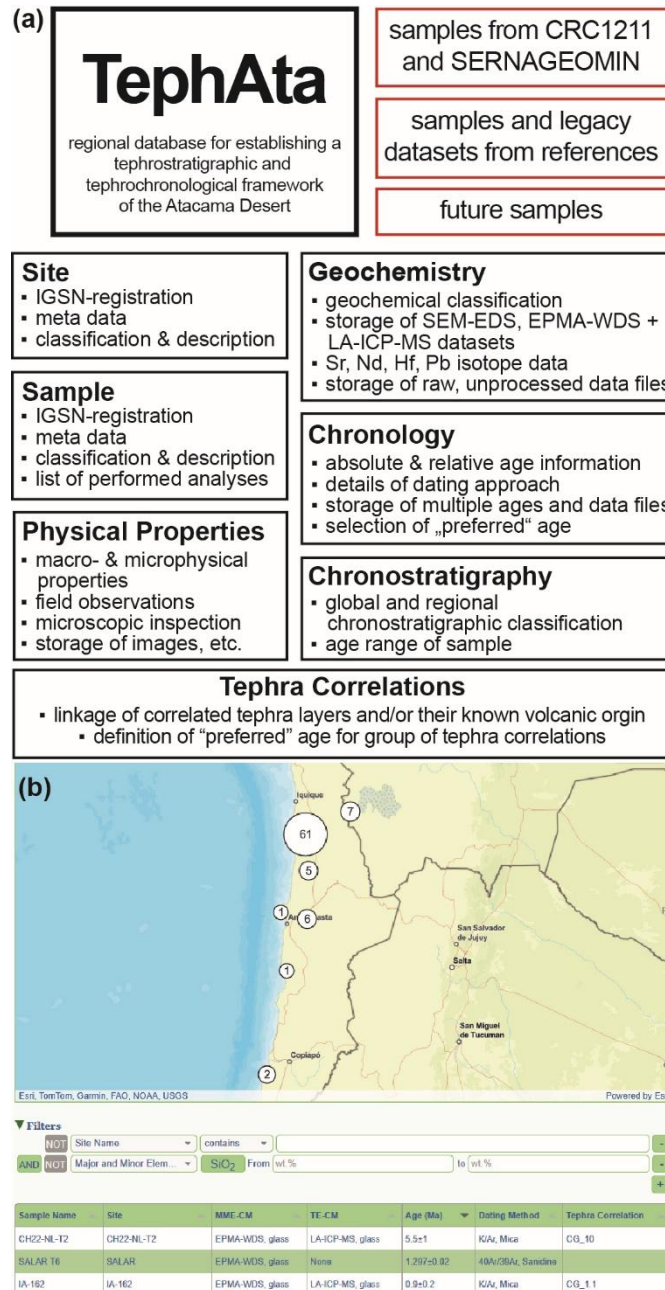 (a)
TephAta
regional database for establishing a
tephrostratigraphic and
tephrochronological framework
of the Atacama Desert
samples from CRC1211
and SERNAGEOMIN
samples and legacy
datasets from references
future samples
Site
▪ IGSN-registration
▪ meta data
▪ classification & description
Sample
▪ IGSN-registration
▪ meta data
▪ classification & description
▪ list of performed analyses
Physical Properties
▪ macro- & microphysical
properties
▪ field observations
▪ microscopic inspection
▪ storage of images, etc.
Geochemistry
▪ geochemical classification
▪ storage of SEM-EDS, EPMA-WDS +
LA-ICP-MS datasets
▪ Sr, Nd, Hf, Pb isotope data
▪ storage of raw, unprocessed data files
Chronology
▪ absolute & relative age information
▪ details of dating approach
▪ storage of multiple ages and data files
▪ selection of „preferred“ age
Chronostratigraphy
▪ global and regional
chronostratigraphic classification
▪ age range of sample
Tephra Correlations
▪ linkage of correlated tephra layers and/or their known volcanic orgin
▪ definition of “preferred” age for group of tephra correlations
(b)
Iquique
7
61
5
1
6
1
San Salvador
de Jujuy
Salta
San Miguel
de Tucuman
Copiapó
2
Esri, TomTom, Garmin, FAO, NOAA, USGS
Powered by Es
Filters
NOT Site Name contains -
AND NOT Major and Minor Elem... SiO₂ From wt.% to wt.% -
+
Sample Name Site MME-CM TE-CM Age (Ma) Dating Method Tephra Correlation
CH22-NL-T2 CH22-NL-T2 EPMA-WDS, glass LA-ICP-MS, glass 5.5±1 K/Ar, Mica CG_10
SALAR T6 SALAR EPMA-WDS, glass None 1.297±0.02 40Ar/39Ar, Sanidine
IA-162 IA-162 EPMA-WDS, glass LA-ICP-MS, glass 0.9±0.2 K/Ar, Mica CG_1.1